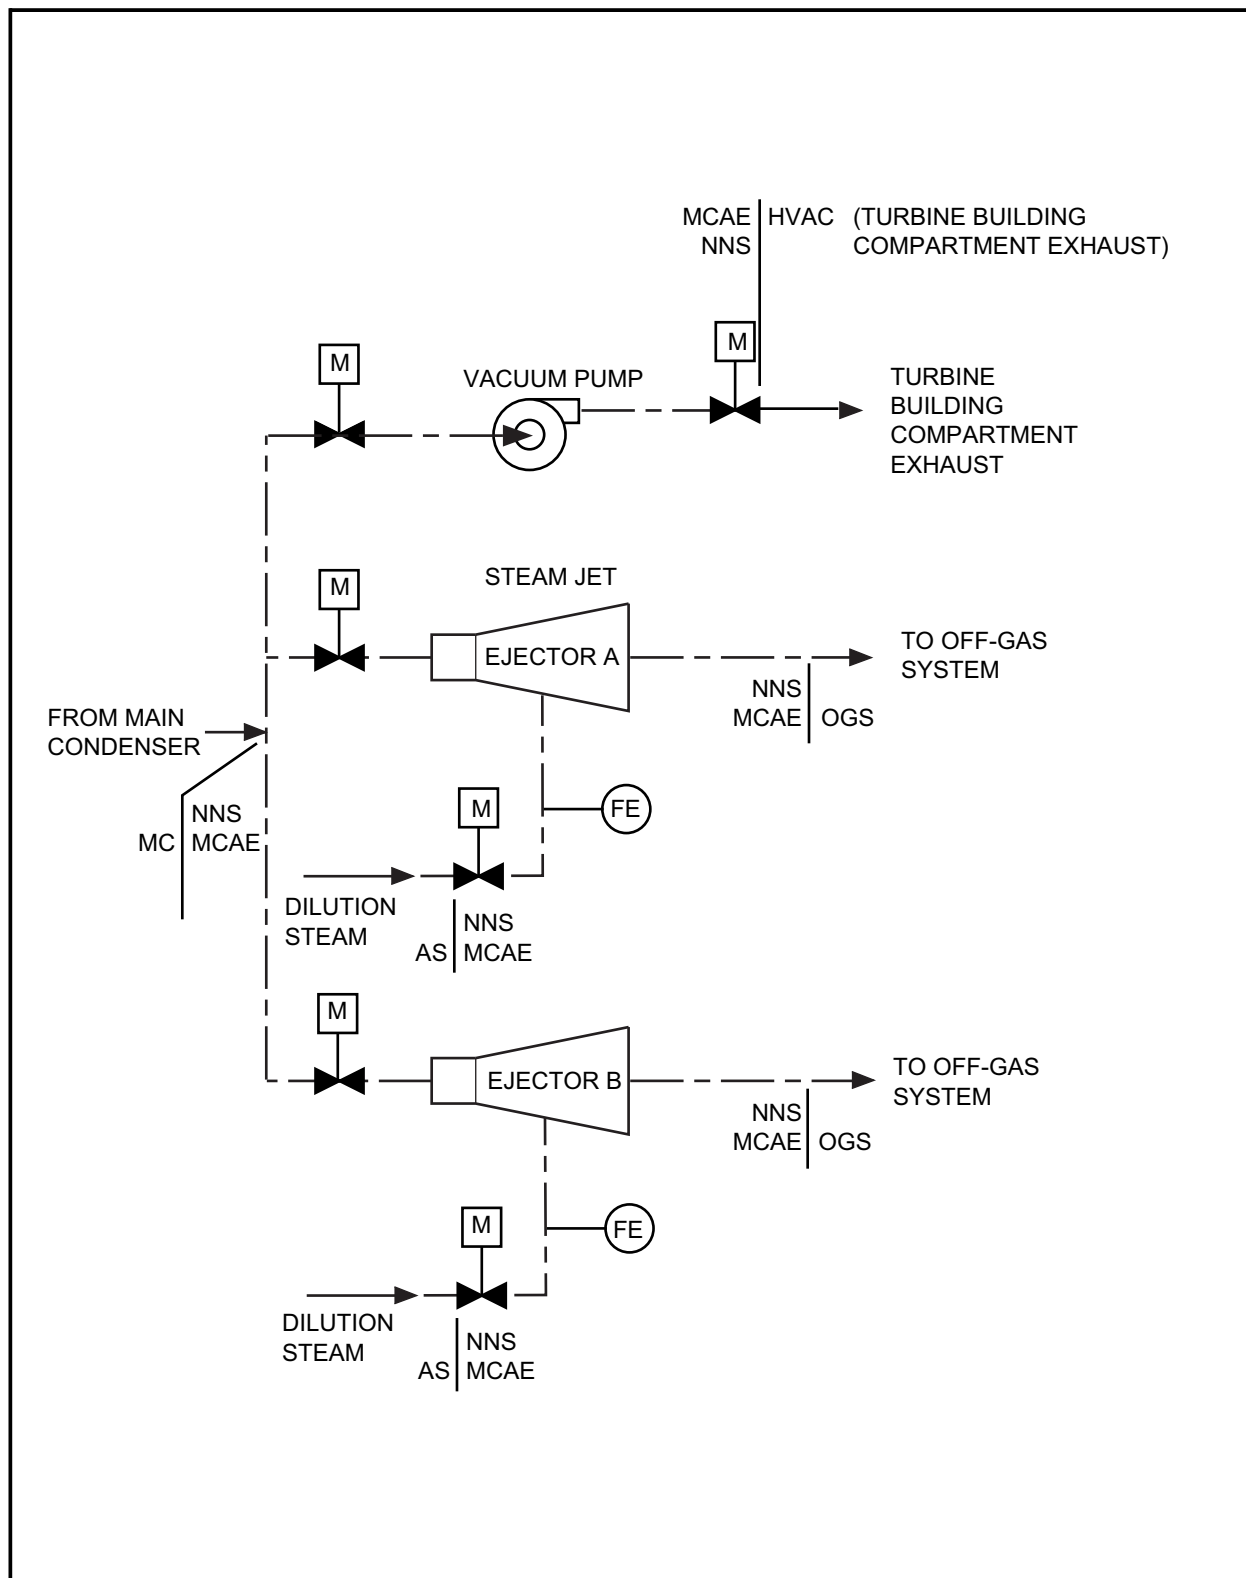 MCAE HVAC (TURBINE BUILDING
NNS COMPARTMENT EXHAUST)
M
M
VACUUM PUMP
TURBINE
BUILDING
COMPARTMENT
EXHAUST
M
STEAM JET
EJECTOR A
TO OFF-GAS
SYSTEM
NNS
MCAE OGS
FROM MAIN
CONDENSER
NNS
MC MCAE
M
FE
DILUTION
STEAM
NNS
AS MCAE
M
EJECTOR B
TO OFF-GAS
SYSTEM
NNS
MCAE OGS
M
FE
DILUTION
STEAM
NNS
AS MCAE